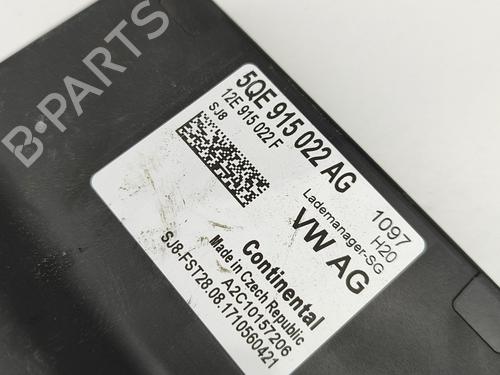 B-PARTS
5QE 915 022 AG
12E 915 022 F
SJ8
1097
H20
Lademanager-SG
VW AG
Continental
Made in Czech Republic
A2C10157206
SJ8-FST28.08.1710560421